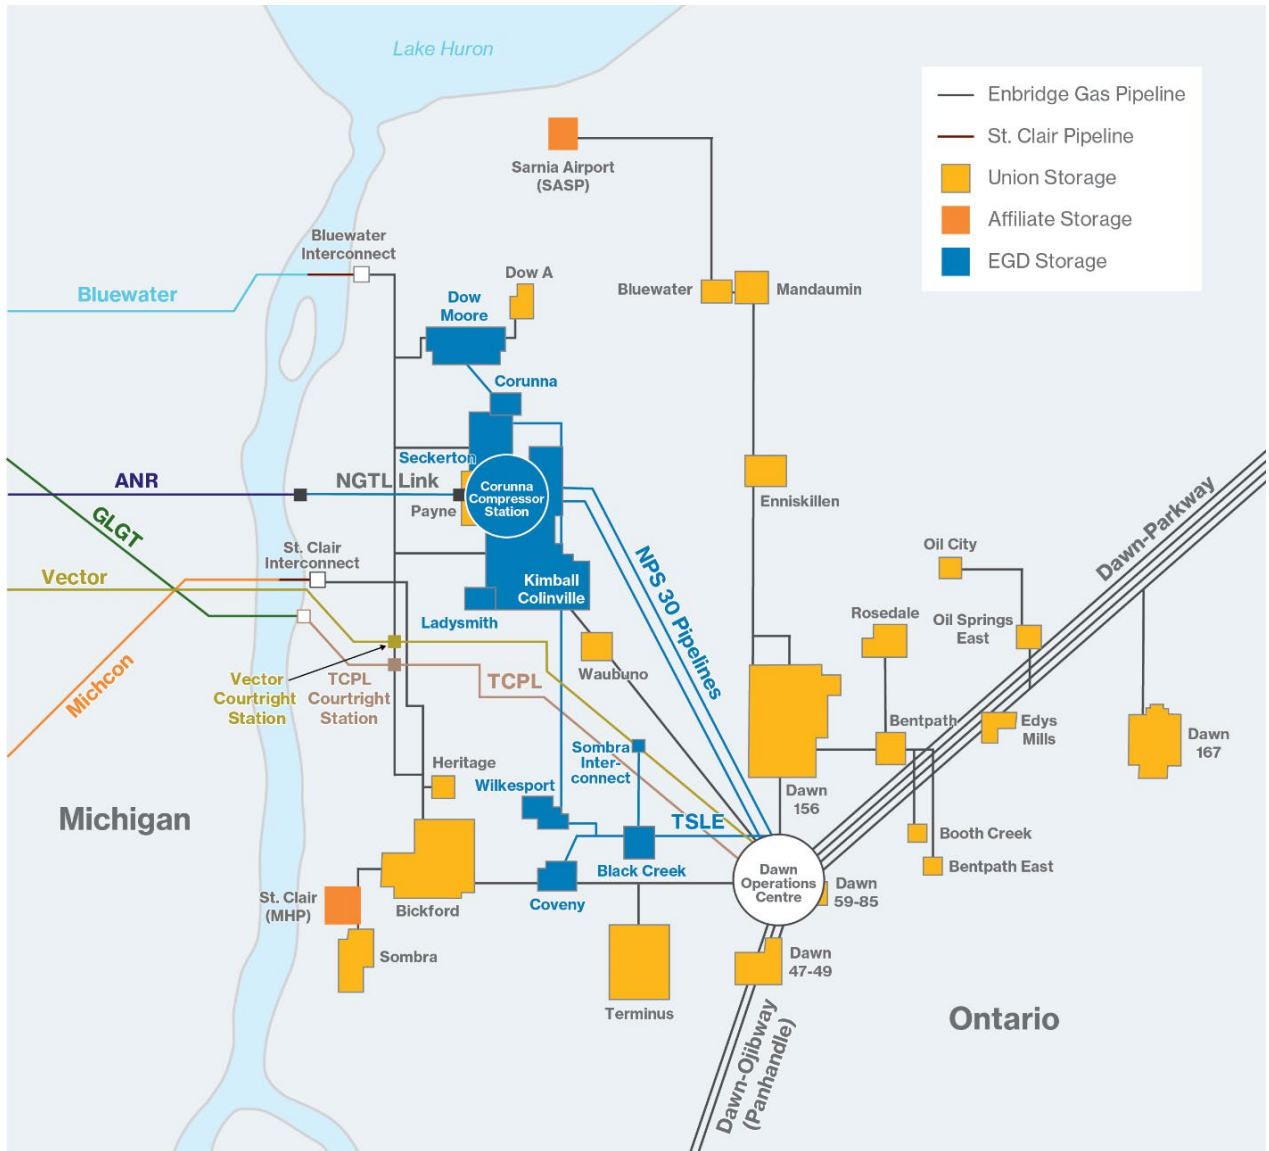 Lake Huron
Enbridge Gas Pipeline
St. Clair Pipeline
Union Storage
Affiliate Storage
EGD Storage
Sarnia Airport
(SASP)
Bluewater
Interconnect
Bluewater
Dow A
Dow
Moore
Bluewater
Mandaumin
Corunna
Seckerton
ANR
NGTL Link
Corunna
Compressor
Station
Payne
Enniskillen
GLGT
St. Clair
Interconnect
Vector
Kimball
Colinville
Ladysmith
NPS 30 Pipelines
Dawn-Parkway
Oil City
Rosedale
Oil Springs
East
Michcon
Vector
Courtright
Station
TCPL
Courtright
Station
TCPL
Waubuno
Bentpath
Edys
Mills
Dawn
167
Sombra
Inter-
connect
Heritage
Wilkesport
Dawn
156
Michigan
TSLE
Booth Creek
Black Creek
Bentpath East
Dawn
Operations
Centre
Dawn
59-85
St. Clair
(MHP)
Bickford
Coveny
Sombra
Dawn
47-49
Terminus
Ontario
Dawn-Ojibway
(Panhandle)